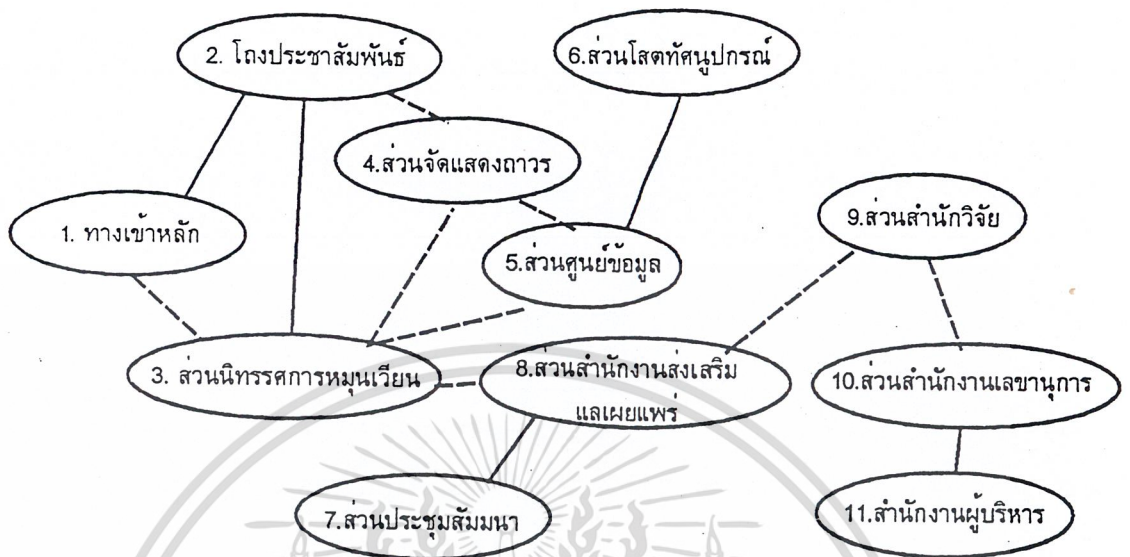 2. โถงประชาสัมพันธ์
6.ส่วนโสตทัศนูปกรณ์
4.ส่วนจัดแสดงถาวร
9.ส่วนสำนักวิจัย
1. ทางเข้าหลัก
5.ส่วนศูนย์ข้อมูล
3. ส่วนนิทรรศการหมุนเวียน
8.ส่วนสำนักงานส่งเสริม
แลเผยแพร่
10.ส่วนสำนักงานเลขานุการ
7.ส่วนประชุมสัมมนา
11.สำนักงานผู้บริหาร